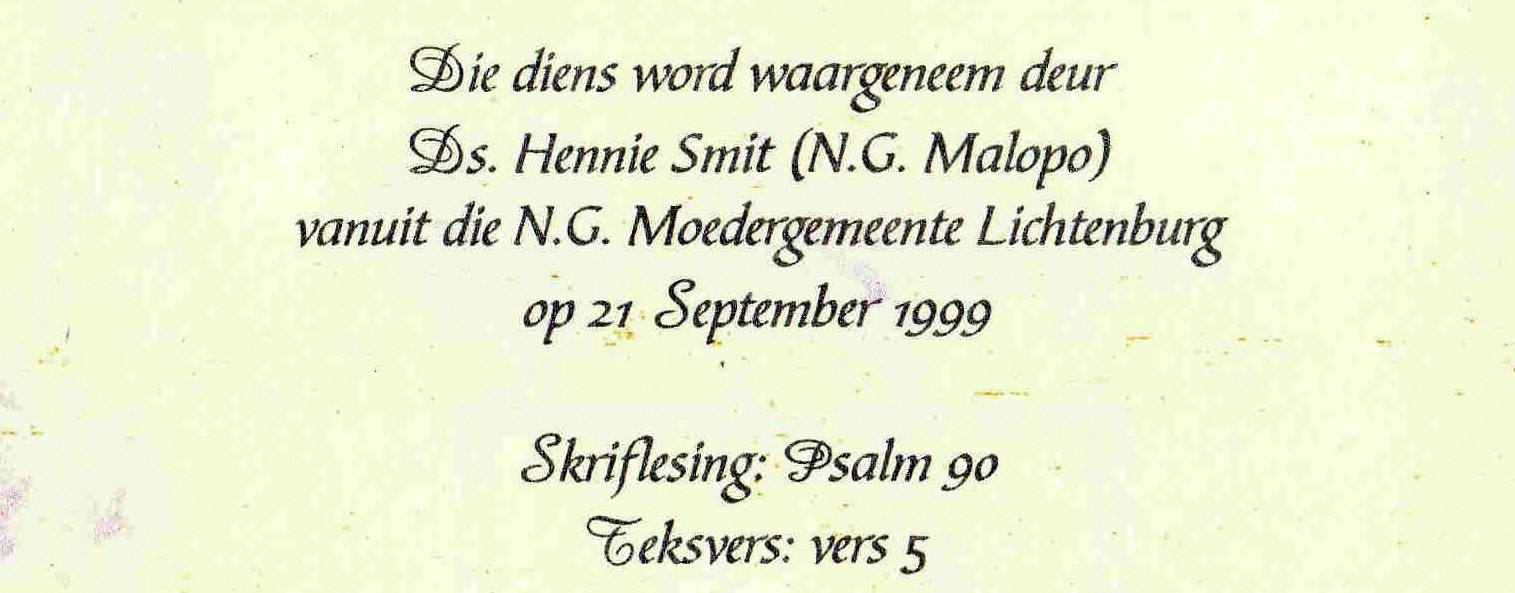 Die diens word waargeneem deur
Ds. Hennie Smit (N.G. Malopo)
vanuit die N.G. Moedergemeente Lichtenburg
op 21 September 1999
Skriflesing: Psalm 90
Teksvers: vers 5